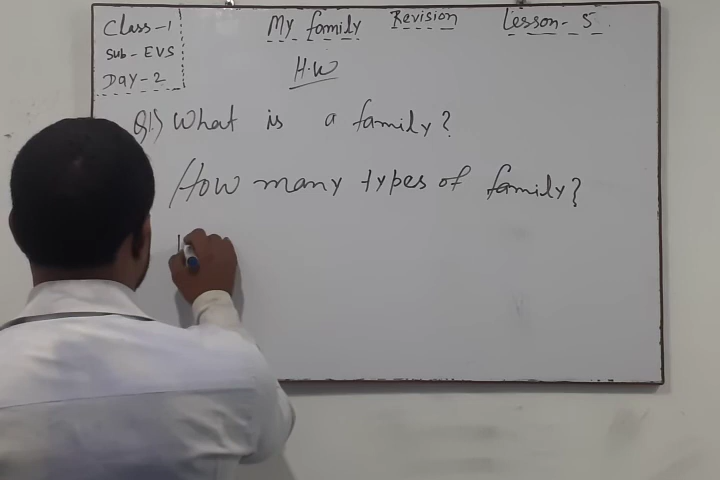 Class-1
Sub-EVS
Day-2
My family Revision Lesson-5.
H.W
Q1) What is a family?
How many types of family?